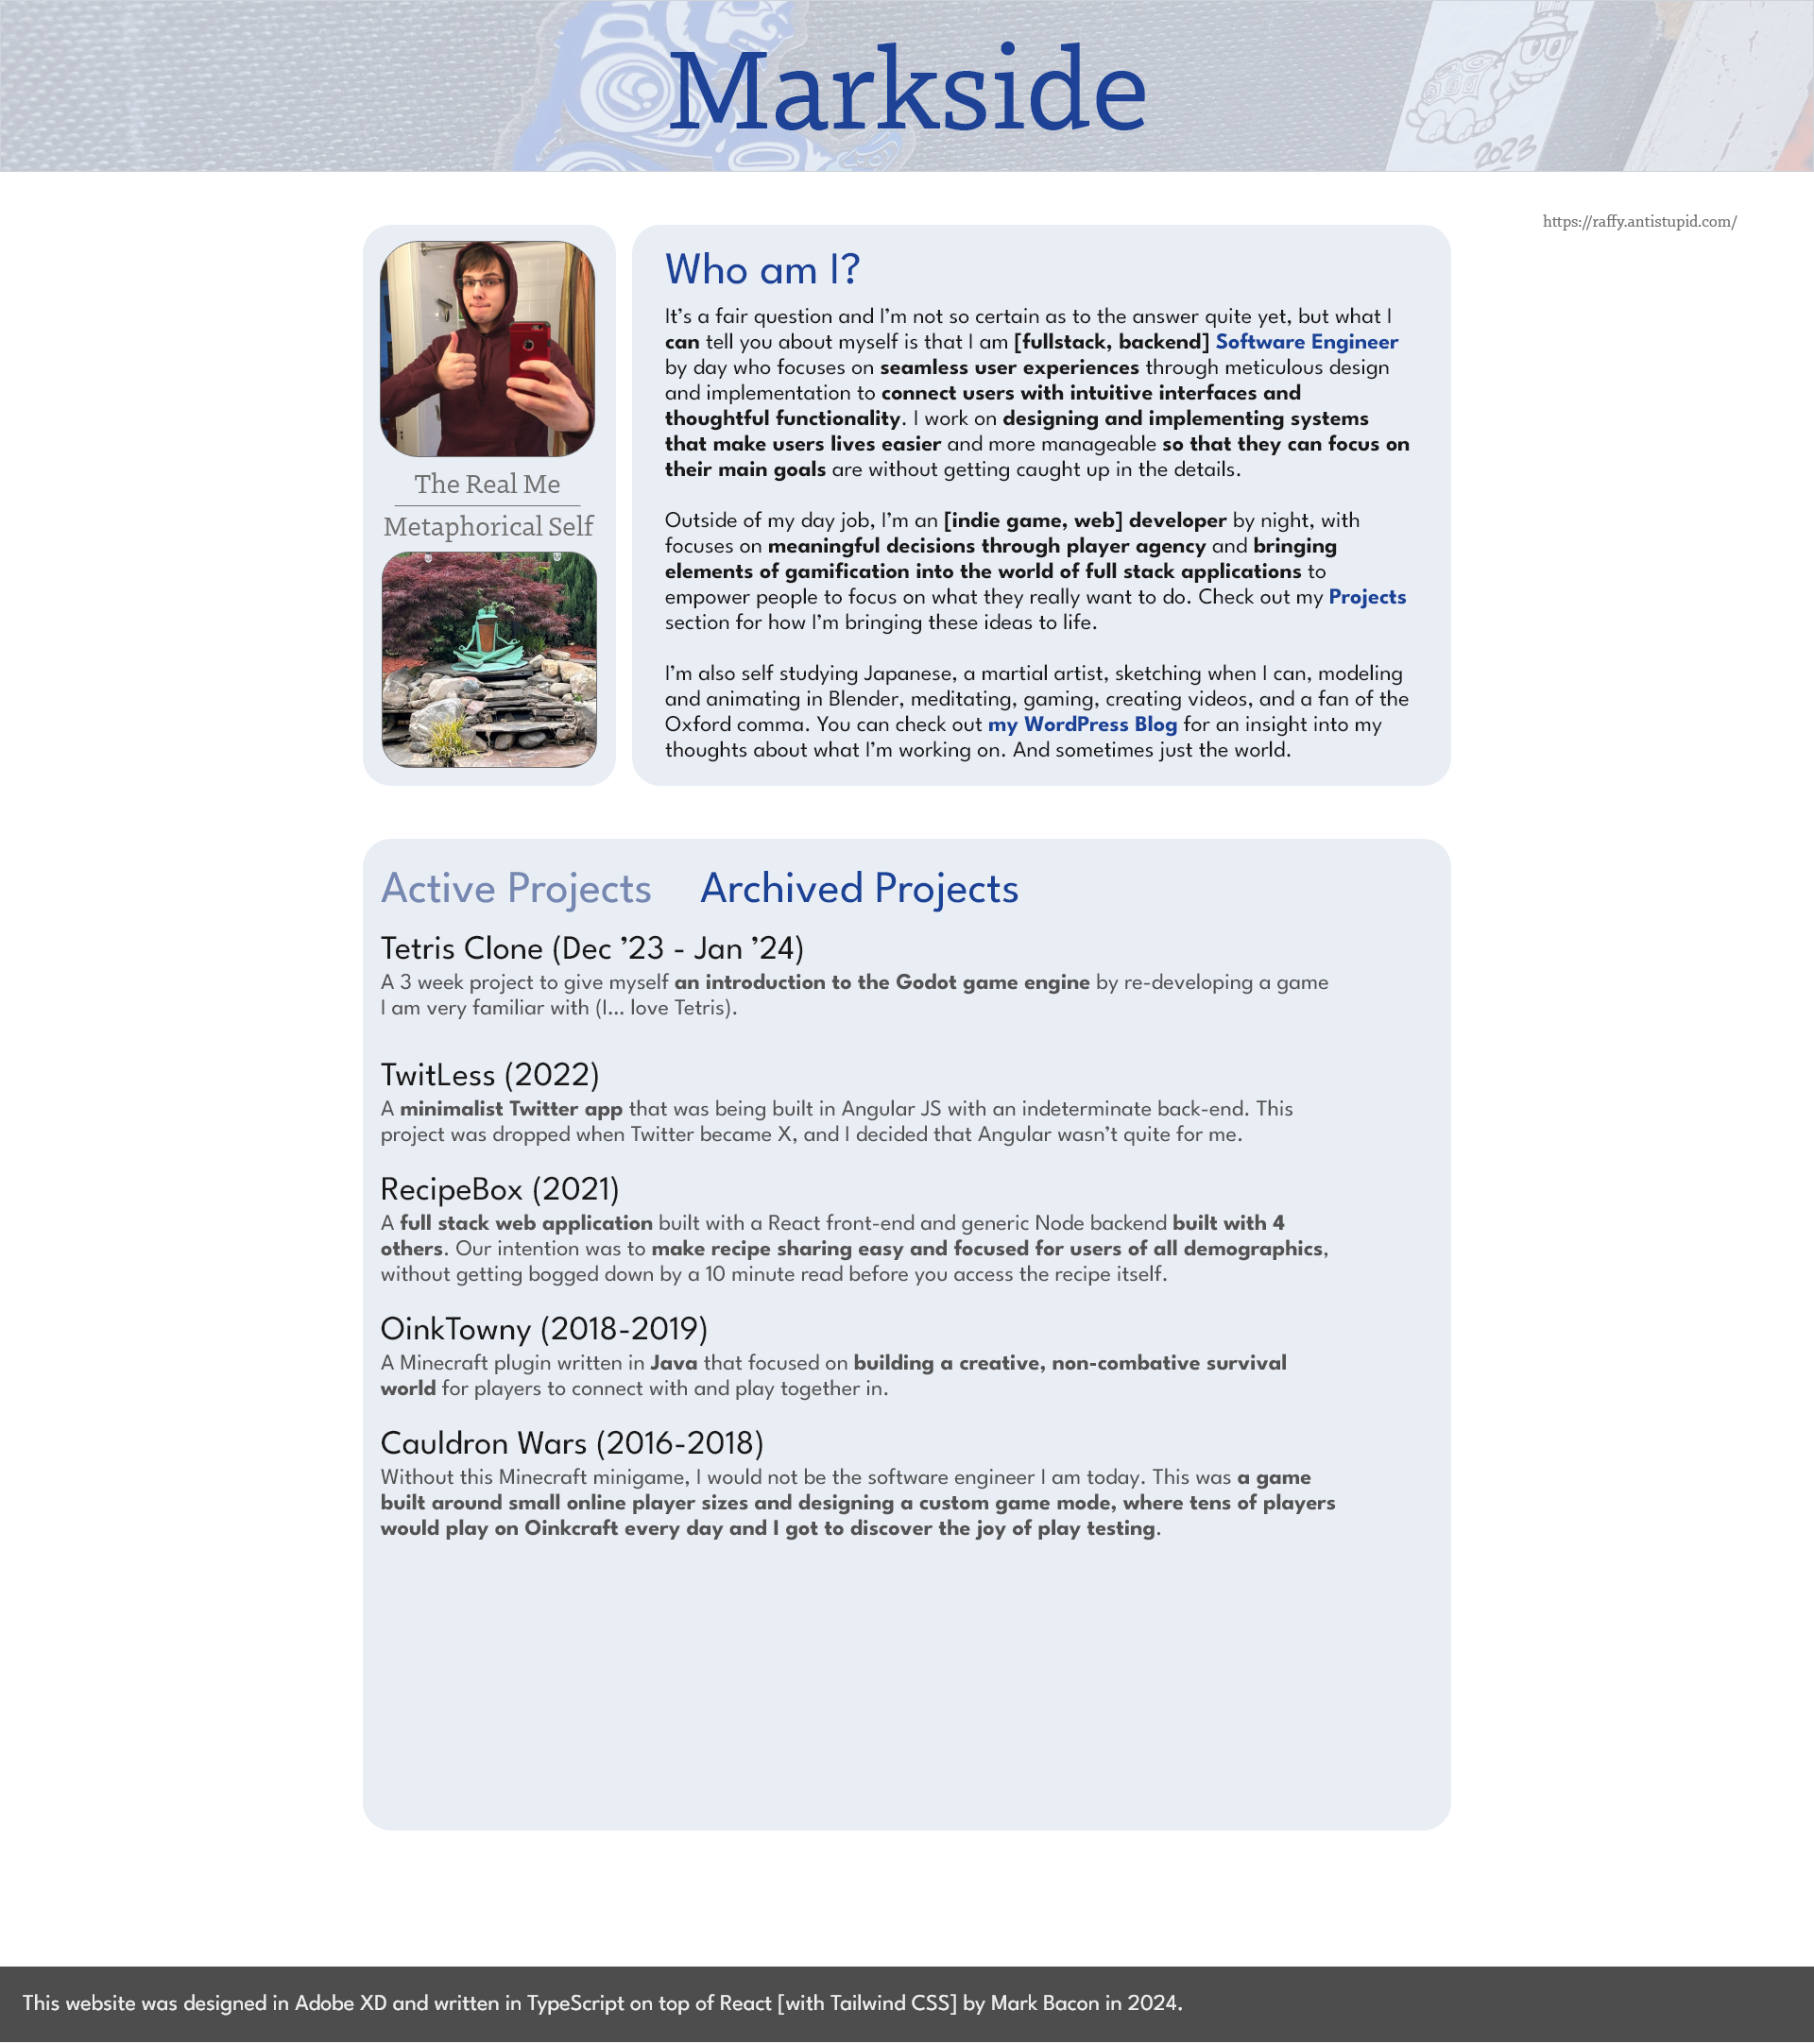 Markside
2023
https://raffy.antistupid.com/
The Real Me
Metaphorical Self
Who am I?
It’s a fair question and I’m not so certain as to the answer quite yet, but what I
can tell you about myself is that I am [fullstack, backend] Software Engineer
by day who focuses on seamless user experiences through meticulous design
and implementation to connect users with intuitive interfaces and
thoughtful functionality. I work on designing and implementing systems
that make users lives easier and more manageable so that they can focus on
their main goals are without getting caught up in the details.
Outside of my day job, I’m an [indie game, web] developer by night, with
focuses on meaningful decisions through player agency and bringing
elements of gamification into the world of full stack applications to
empower people to focus on what they really want to do. Check out my Projects
section for how I’m bringing these ideas to life.
I’m also self studying Japanese, a martial artist, sketching when I can, modeling
and animating in Blender, meditating, gaming, creating videos, and a fan of the
Oxford comma. You can check out my WordPress Blog for an insight into my
thoughts about what I’m working on. And sometimes just the world.
Active Projects Archived Projects
Tetris Clone (Dec ’23 - Jan ’24)
A 3 week project to give myself an introduction to the Godot game engine by re-developing a game
I am very familiar with (I... love Tetris).
TwitLess (2022)
A minimalist Twitter app that was being built in Angular JS with an indeterminate back-end. This
project was dropped when Twitter became X, and I decided that Angular wasn’t quite for me.
RecipeBox (2021)
A full stack web application built with a React front-end and generic Node backend built with 4
others. Our intention was to make recipe sharing easy and focused for users of all demographics,
without getting bogged down by a 10 minute read before you access the recipe itself.
OinkTowny (2018-2019)
A Minecraft plugin written in Java that focused on building a creative, non-combative survival
world for players to connect with and play together in.
Cauldron Wars (2016-2018)
Without this Minecraft minigame, I would not be the software engineer I am today. This was a game
built around small online player sizes and designing a custom game mode, where tens of players
would play on Oinkcraft every day and I got to discover the joy of play testing.
This website was designed in Adobe XD and written in TypeScript on top of React [with Tailwind CSS] by Mark Bacon in 2024.